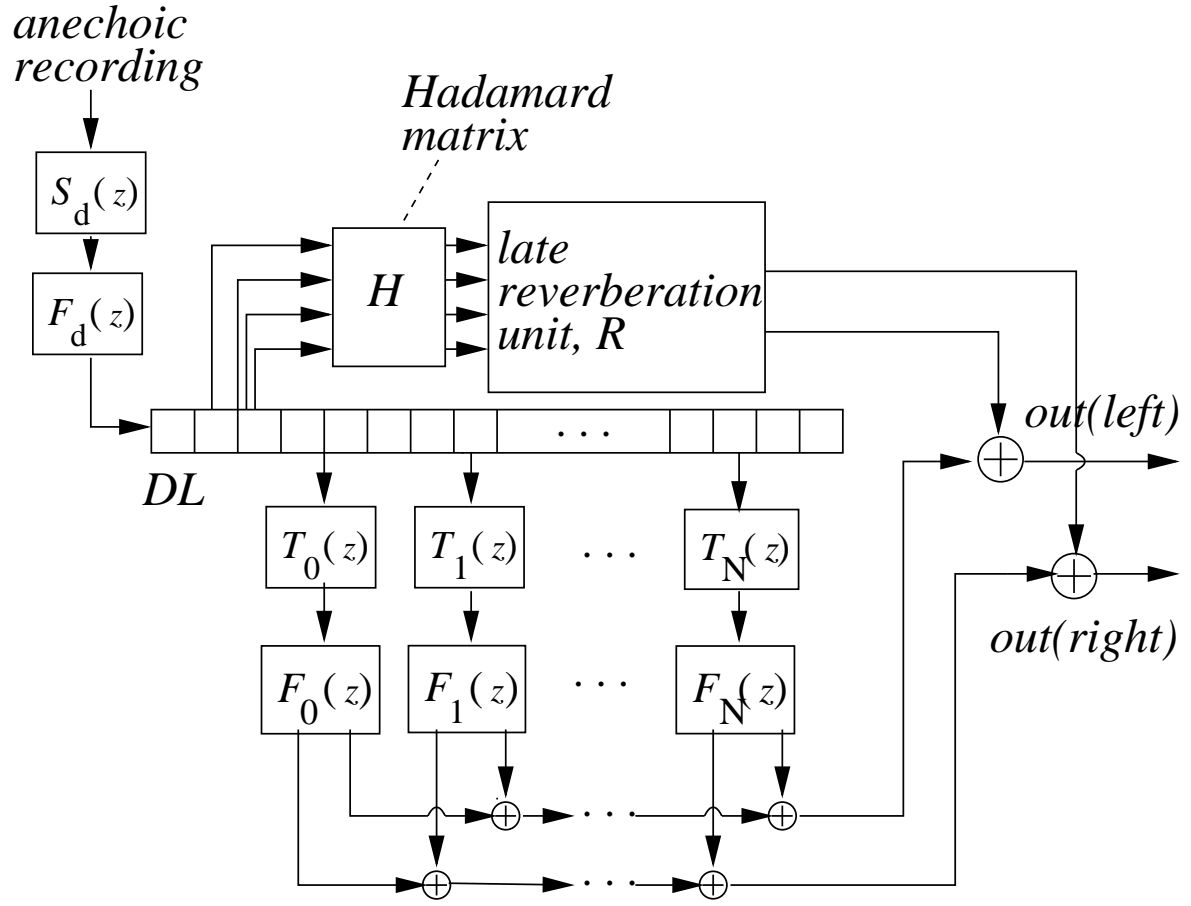 anechoic
recording
Hadamard
matrix
S_d(z)
F_d(z)
H
late
reverberation
unit, R
. . .
out(left)
DL
T_0(z)
T_1(z)
. . .
T_N(z)
out(right)
F_0(z)
F_1(z)
. . .
F_N(z)
. . .
. . .